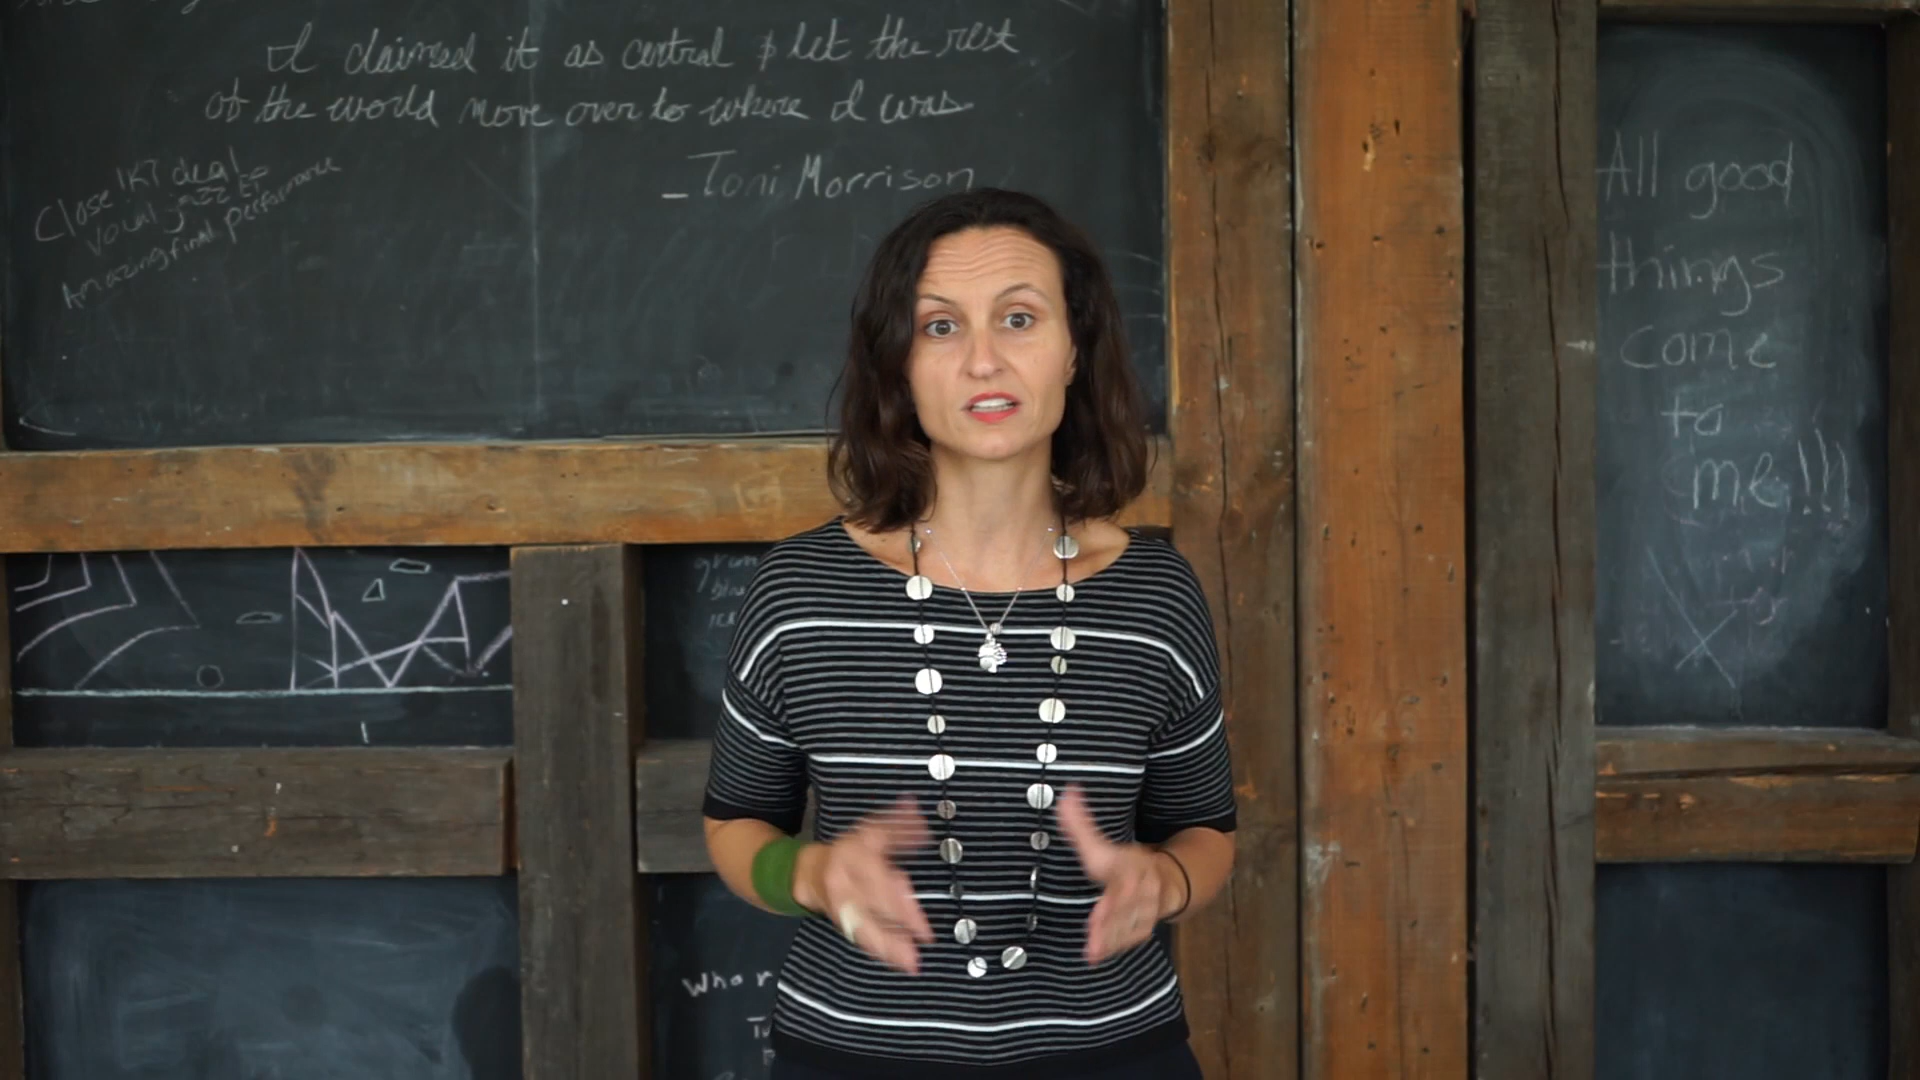 I claimed it as central & let the rest
of the world move over to where I was
_Toni Morrison
Close 1K7 deal
Vocal jazz EP
Amazing final performance
All good
things
come
to
me!!!
Who